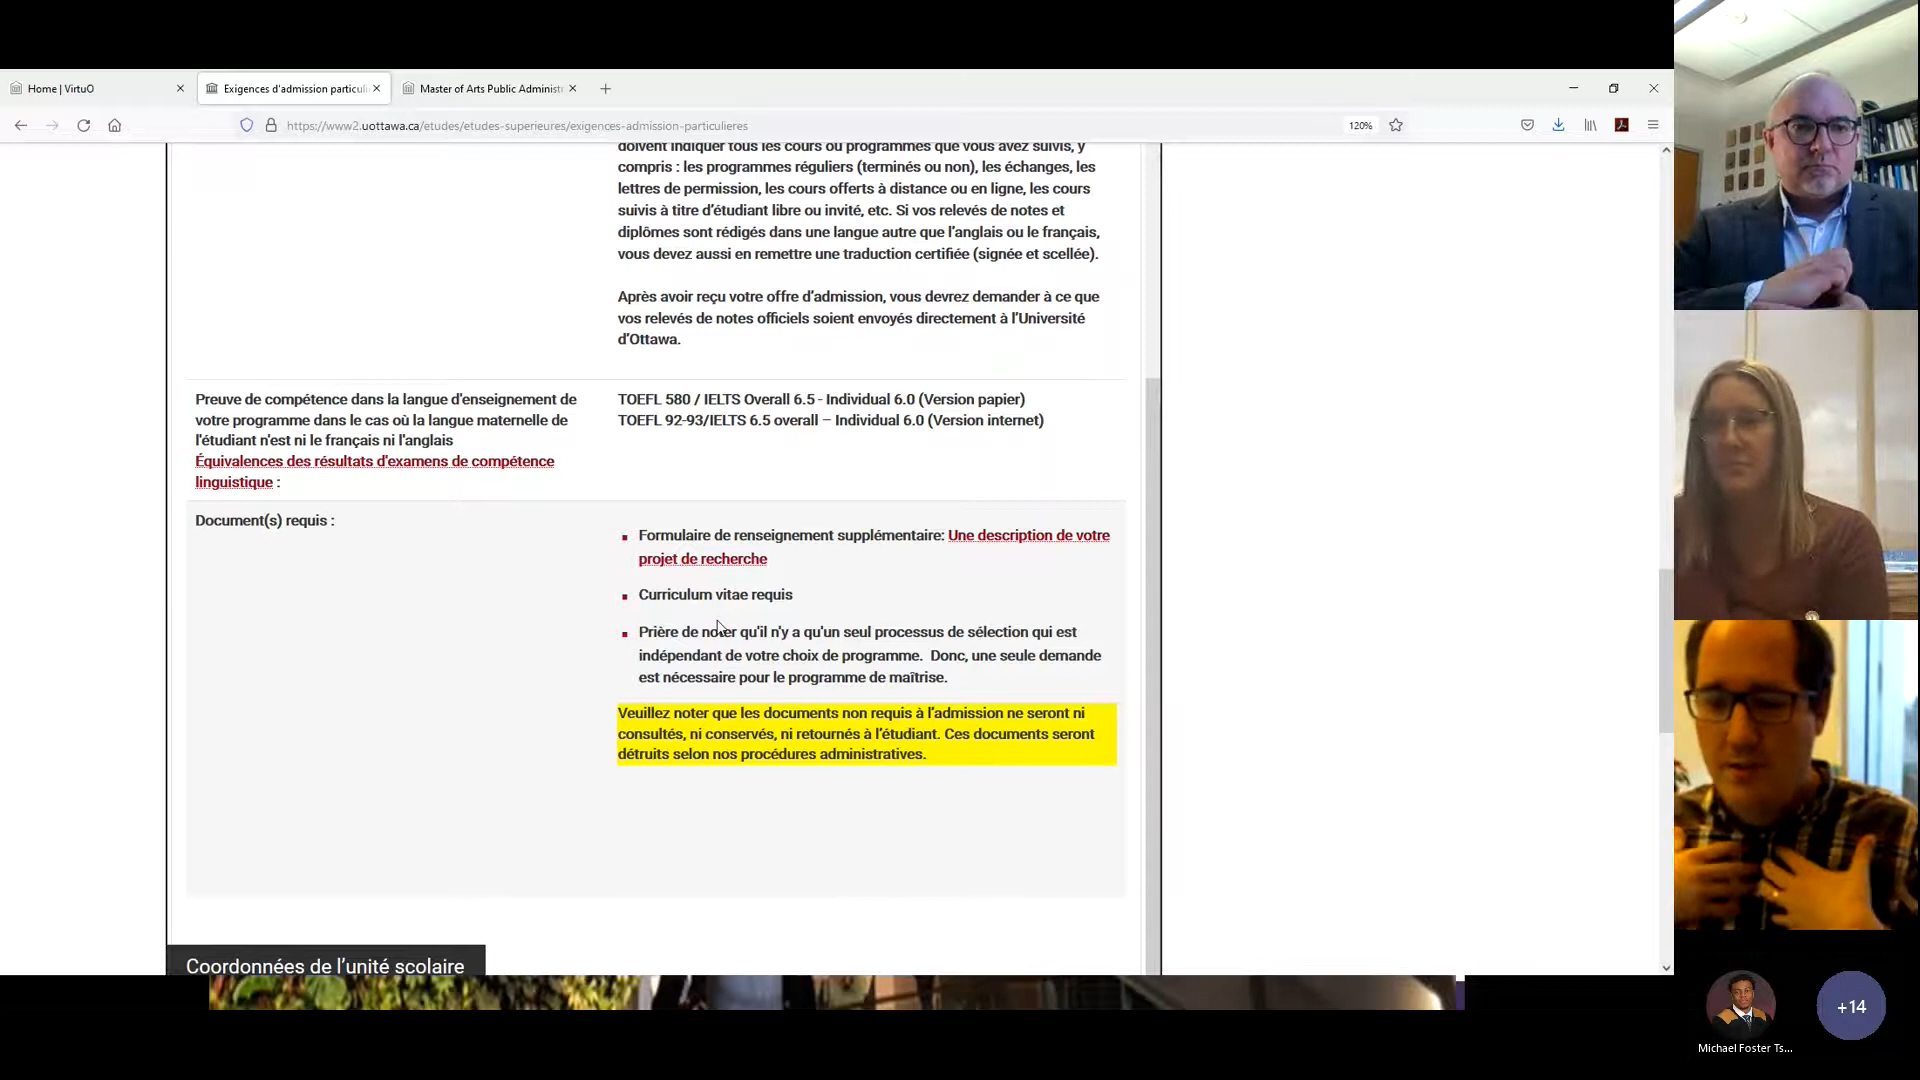 Home | VirtuO
Exigences d'admission particuli
Master of Arts Public Administ
https://www2.uottawa.ca/etudes/etudes-superieures/exigences-admission-particulieres
120%
doivent indiquer tous les cours ou programmes que vous avez suivis, y
compris : les programmes réguliers (terminés ou non), les échanges, les
lettres de permission, les cours offerts à distance ou en ligne, les cours
suivis à titre d'étudiant libre ou invité, etc. Si vos relevés de notes et
diplômes sont rédigés dans une langue autre que l'anglais ou le français,
vous devez aussi en remettre une traduction certifiée (signée et scellée).
Après avoir reçu votre offre d'admission, vous devrez demander à ce que
vos relevés de notes officiels soient envoyés directement à l'Université
d'Ottawa.
Preuve de compétence dans la langue d'enseignement de
votre programme dans le cas où la langue maternelle de
l'étudiant n'est ni le français ni l'anglais
Équivalences des résultats d'examens de compétence
linguistique :
TOEFL 580 / IELTS Overall 6.5 - Individual 6.0 (Version papier)
TOEFL 92-93/IELTS 6.5 overall – Individual 6.0 (Version internet)
Document(s) requis :
Formulaire de renseignement supplémentaire: Une description de votre
projet de recherche
Curriculum vitae requis
Prière de noter qu'il n'y a qu'un seul processus de sélection qui est
indépendant de votre choix de programme.  Donc, une seule demande
est nécessaire pour le programme de maîtrise.
Veuillez noter que les documents non requis à l'admission ne seront ni
consultés, ni conservés, ni retournés à l'étudiant. Ces documents seront
détruits selon nos procédures administratives.
Coordonnées de l'unité scolaire
+14
Michael Foster Ts...